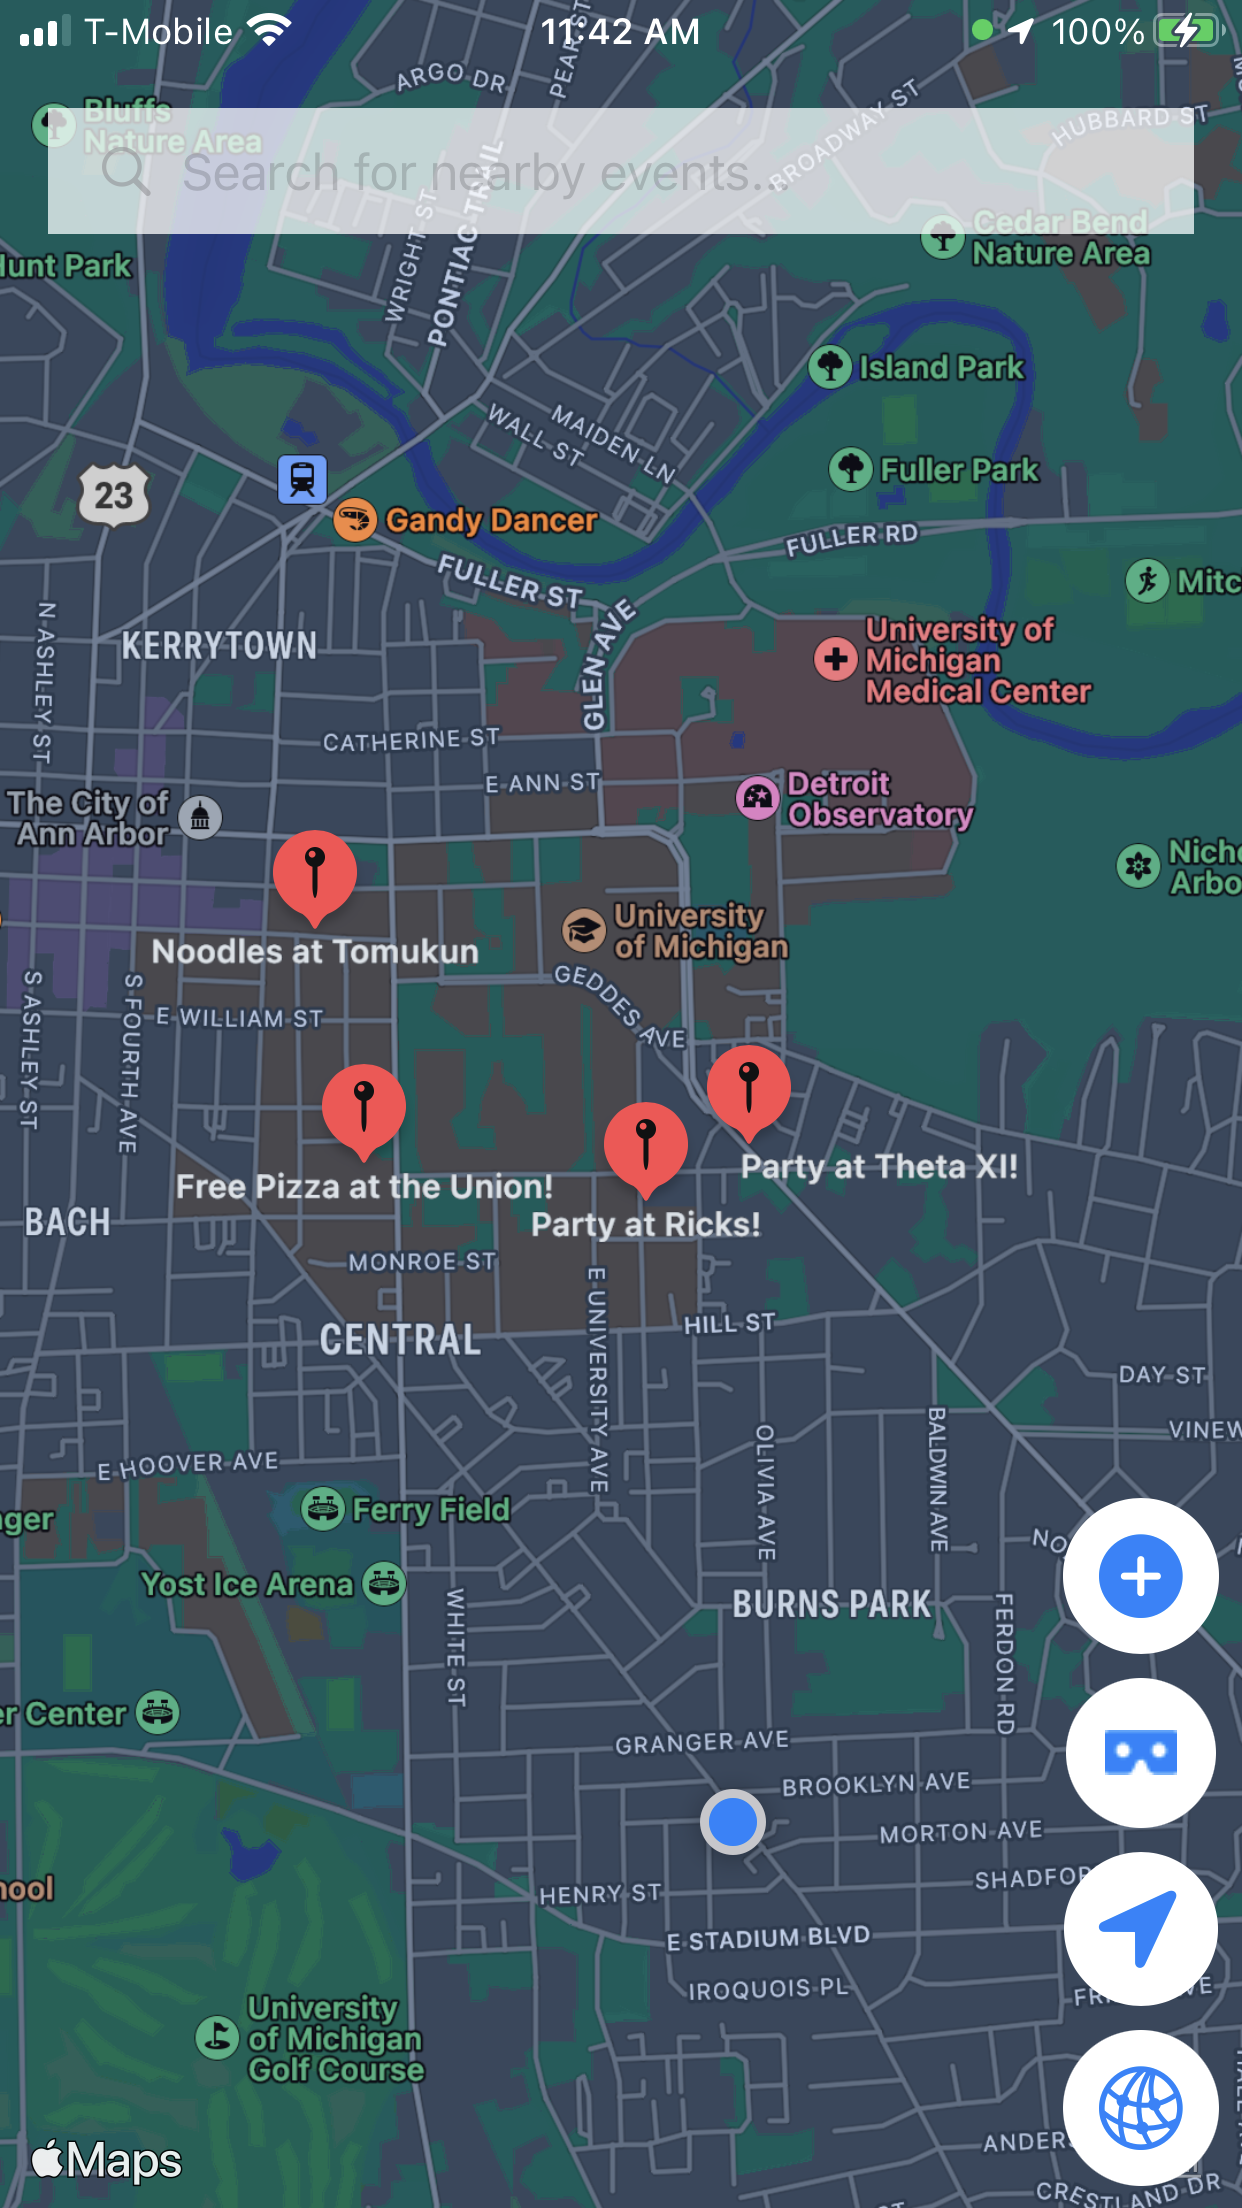 T-Mobile
11:42 AM
100%
ARGO DR
PEAR ST
BROADWAY ST
HUBBARD ST
Bluffs
Nature Area
Search for nearby events...
WRIGHT ST
PONTIAC TRAIL
Cedar Bend
Nature Area
Hunt Park
Island Park
WALL ST
MAIDEN LN
Fuller Park
23
Gandy Dancer
FULLER RD
FULLER ST
Mitc
GLEN AVE
N ASHLEY ST
KERRYTOWN
University of
Michigan
Medical Center
CATHERINE ST
E ANN ST
Detroit
Observatory
The City of
Ann Arbor
Niche
Arbo
University
of Michigan
Noodles at Tomukun
GEDDES AVE
S ASHLEY ST
S FOURTH AVE
E WILLIAM ST
Party at Theta XI!
Free Pizza at the Union!
Party at Ricks!
BACH
MONROE ST
E UNIVERSITY AVE
HILL ST
CENTRAL
DAY ST
VINEW
OLIVIA AVE
BALDWIN AVE
E HOOVER AVE
Ferry Field
nger
NO
Yost Ice Arena
WHITE ST
BURNS PARK
FERDON RD
er Center
GRANGER AVE
BROOKLYN AVE
MORTON AVE
SHADFOR
hool
HENRY ST
E STADIUM BLVD
IROQUOIS PL
University
of Michigan
Golf Course
ANDERS
Maps
CRESTLAND DR